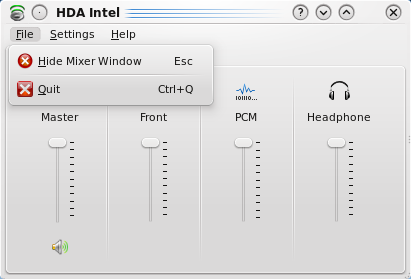 HDA Intel
File Settings Help
Hide Mixer Window Esc
Quit Ctrl+Q
Master Front PCM Headphone